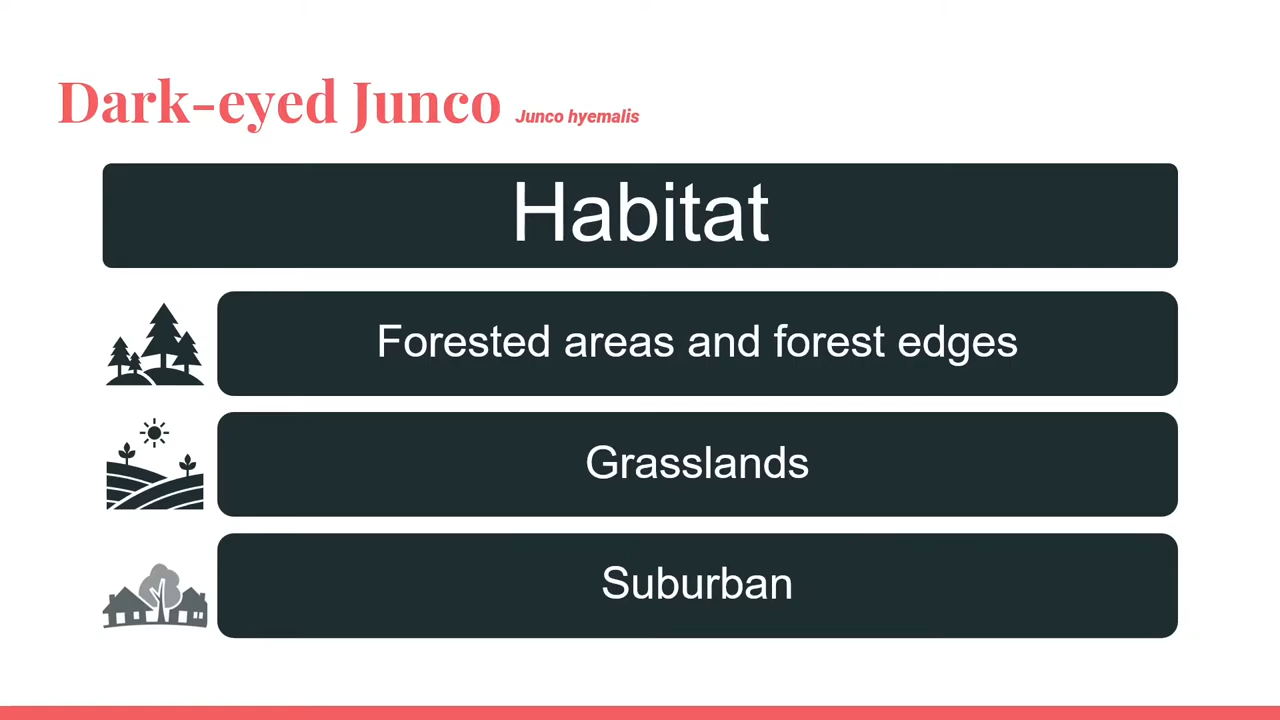 Dark-eyed Junco Junco hyemalis
Habitat
Forested areas and forest edges
Grasslands
Suburban